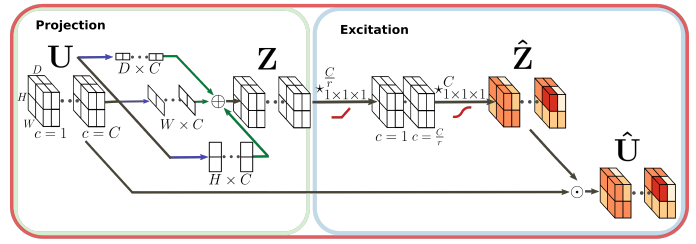 Projection
Excitation
U
D
H
W
c = 1
c = C
D × C
W × C
H × C
⊕
Z
⋆^{C/r}_{1×1×1}
c = 1
c = C/r
⋆^{C}_{1×1×1}
Ẑ
⊙
Û